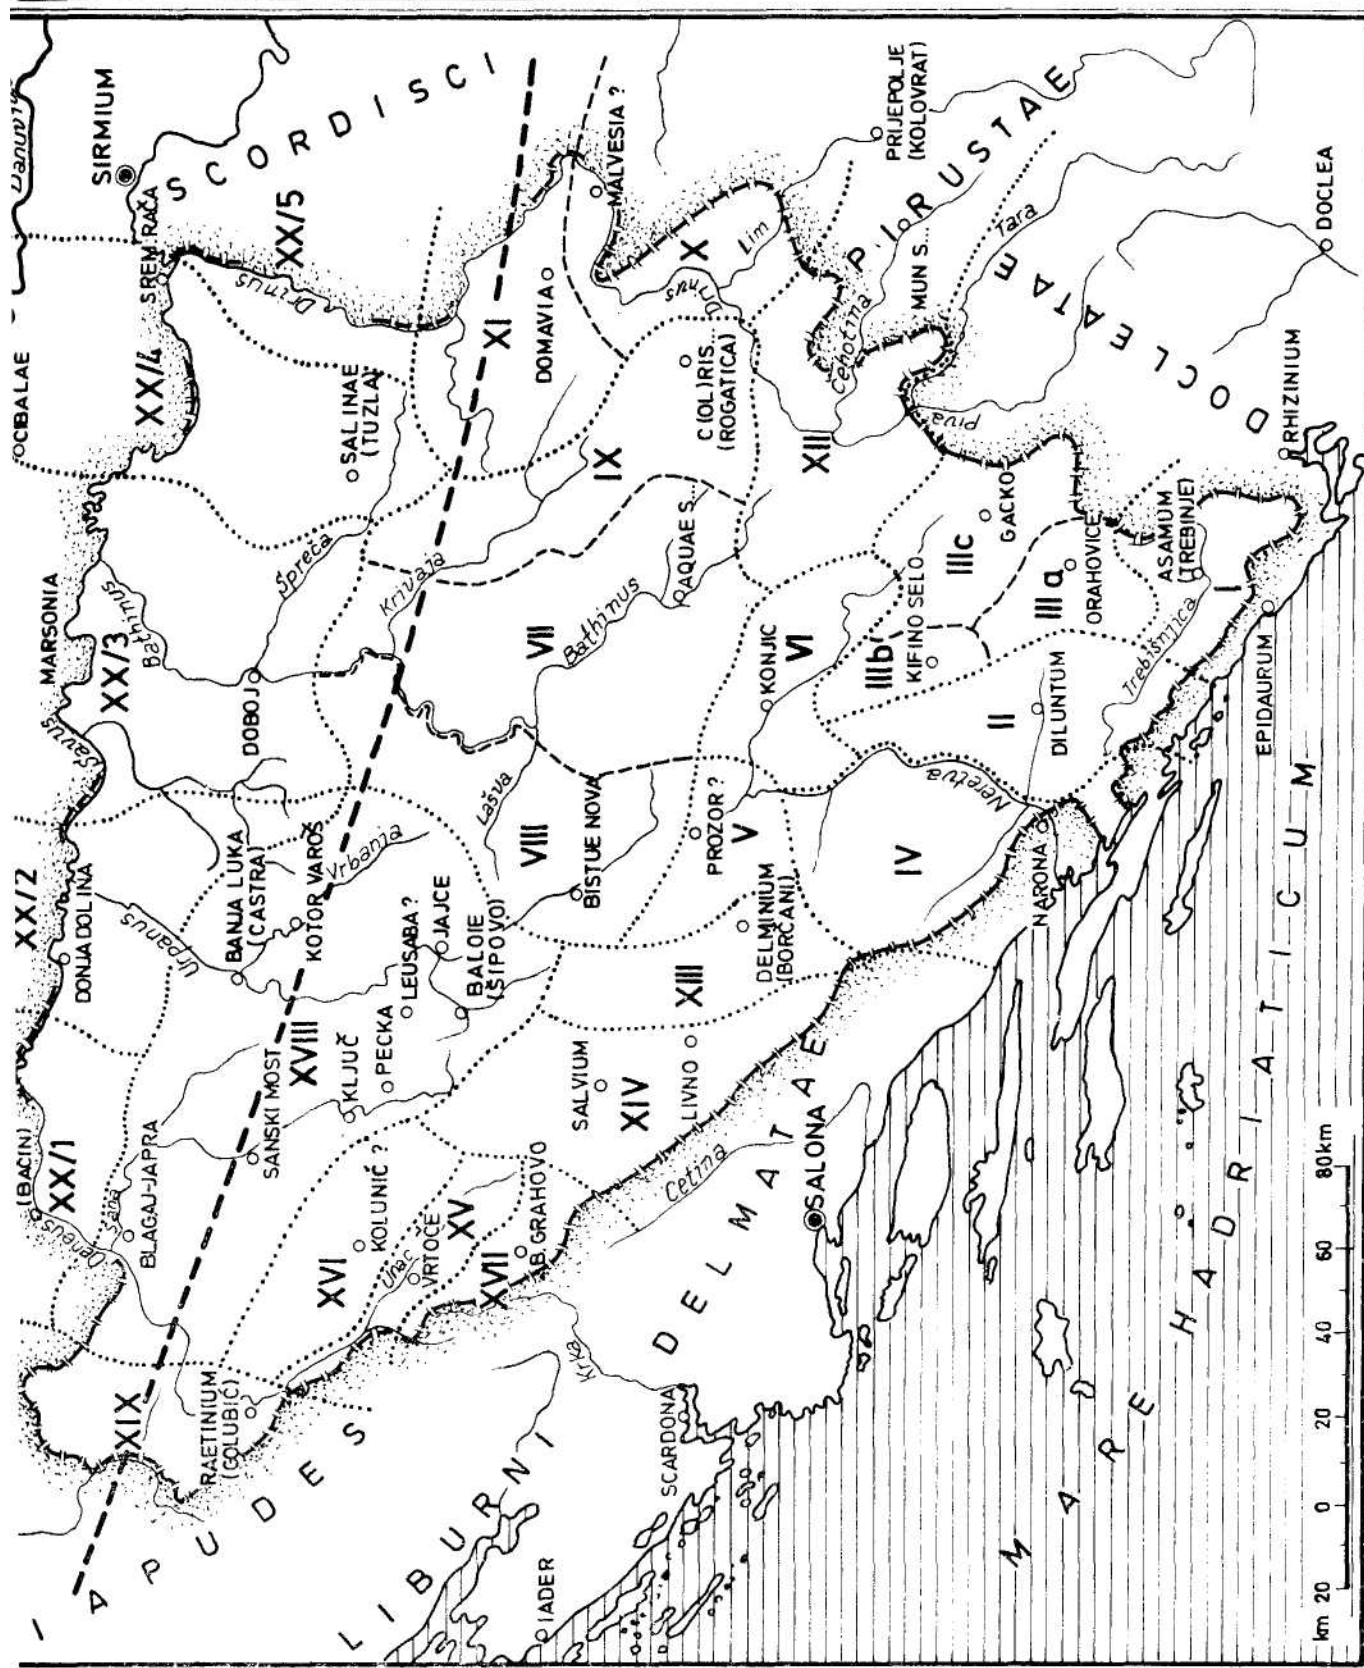 Danuvi
SIRMIUM
SREM. RAČA
SCORDISCI
XX/5
Drinus
OCIBALAE
XX/4
SALINAE
(TUZLA)
XI
DOMAVIA
MALVESIA ?
X
Lim
Drinus
PRIJEPOLJE
(KOLOVRAT)
PIRUSTAE
MUN S...
Ćehotina
Tara
DOCLEATAE
DOCLEA
C(OL) RIS...
(ROGATICA)
IX
XII
Piva
RHIZINIUM
MARSONIA
XX/3
Bathinus
Spreča
Krivaja
DOBOJ
VII
Bathinus
AQUAE S...
KONJIC
VI
IIIc
GACKO
IIIb
KIFINO SELO
IIIa
ORAHOVICE
ASAMUM
(TREBINJE)
I
Trebišnjica
II
DILUNTUM
EPIDAURUM
Savus
XX/2
DONJA DOLINA
Urpanus
BANJA LUKA
(CASTRA)
KOTOR VAROŠ
Vrbanja
Lašva
VIII
BISTUE NOVA
PROZOR ?
V
IV
Neretva
NARONA
LEUSABA ?
JAJCE
BALOIE
(ŠIPOVO)
DELMINIUM
(BORČANI)
XIII
(BACIN)
XX/1
Oeneus
Sana
BLAGAJ-JAPRA
SANSKI MOST
XVIII
KLJUČ
PECKA
SALVIUM
XIV
LIVNO
Cetina
DELMATAE
SALONA
XVI
KOLUNIĆ ?
Unac
VRTOČE
XV
XVII
B. GRAHOVO
XIX
RAETINIUM
(GOLUBIĆ)
IAPUDES
LIBURNI
Krka
SCARDONA
IADER
MARE HADRIATICUM
km 20 0 20 40 60 80km